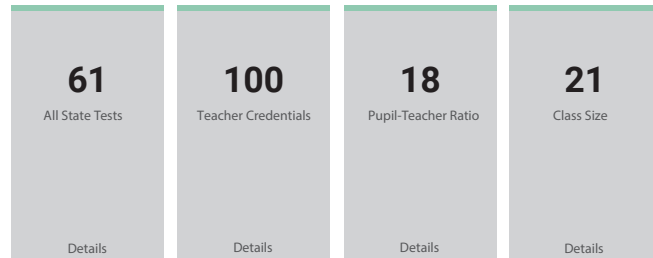 61
All State Tests
Details
100
Teacher Credentials
Details
18
Pupil-Teacher Ratio
Details
21
Class Size
Details